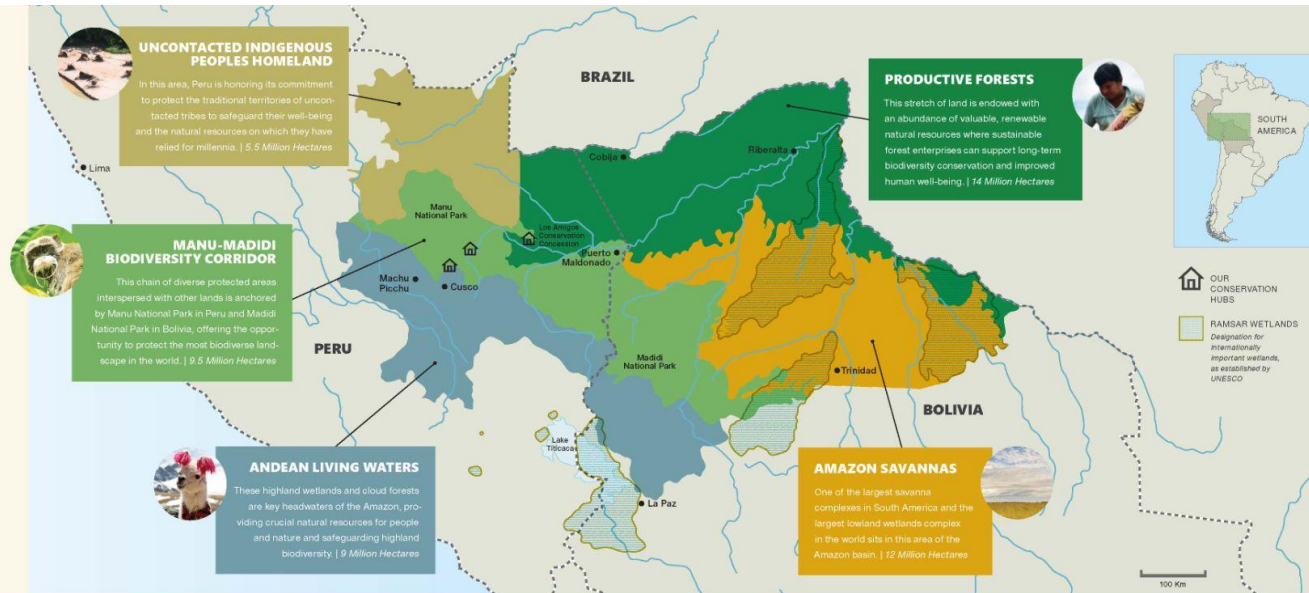 UNCONTACTED INDIGENOUS
PEOPLES HOMELAND
In this area, Peru is honoring its commitment
to protect the traditional territories of uncon-
tacted tribes to safeguard their well-being
and the natural resources on which they have
relied for millennia. | 5.5 Million Hectares
BRAZIL
PRODUCTIVE FORESTS
This stretch of land is endowed with
an abundance of valuable, renewable
natural resources where sustainable
forest enterprises can support long-term
biodiversity conservation and improved
human well-being. | 14 Million Hectares
SOUTH
AMERICA
Lima
Cobija
Riberalta
Manu
National Park
Los Amigos
Conservation
Concession
Puerto
Maldonado
Machu
Picchu
Cusco
MANU-MADIDI
BIODIVERSITY CORRIDOR
This chain of diverse protected areas
interspersed with other lands is anchored
by Manu National Park in Peru and Madidi
National Park in Bolivia, offering the oppor-
tunity to protect the most biodiverse land-
scape in the world. | 9.5 Million Hectares
OUR
CONSERVATION
HUBS
RAMSAR WETLANDS
Designation for
internationally
important wetlands,
as established by
UNESCO
PERU
Madidi
National Park
Trinidad
BOLIVIA
Lake
Titicaca
La Paz
ANDEAN LIVING WATERS
These highland wetlands and cloud forests
are key headwaters of the Amazon, pro-
viding crucial natural resources for people
and nature and safeguarding highland
biodiversity. | 9 Million Hectares
AMAZON SAVANNAS
One of the largest savanna
complexes in South America and the
largest lowland wetlands complex
in the world sits in this area of the
Amazon basin. | 12 Million Hectares
100 Km